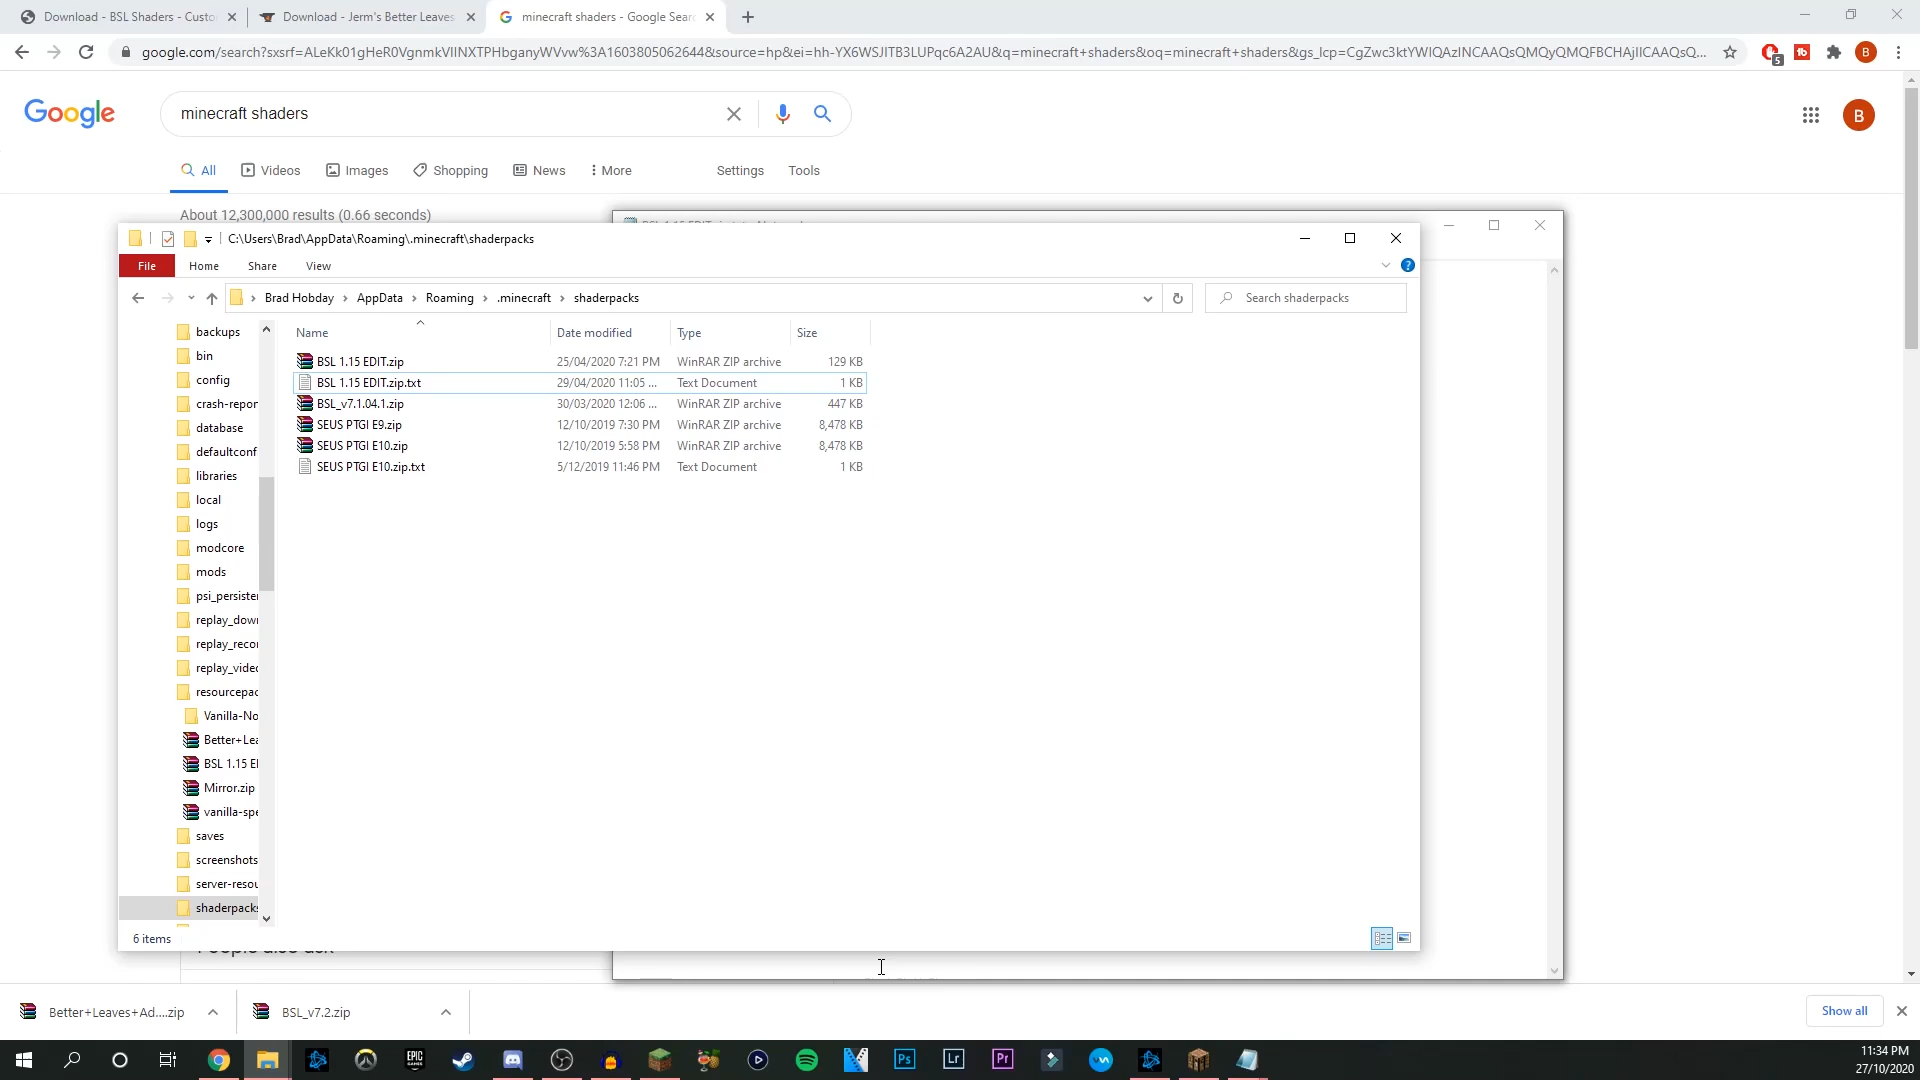 Download - BSL Shaders - Custo
Download - Jerm's Better Leaves
minecraft shaders - Google Sear
google.com/search?sxsrf=ALeKk01gHeR0VgnmkVIINXTPHbganyWVvw%3A1603805062644&source=hp&ei=hh-YX6WSJITB3LUPqc6A2AU&q=minecraft+shaders&oq=minecraft+shaders&gs_lcp=CgZwc3ktYWIQAzINCAAQsQMQyQMQFBCHAjIICAAQsQ...
5
B
Google
minecraft shaders
B
All
Videos
Images
Shopping
News
More
Settings
Tools
About 12,300,000 results (0.66 seconds)
C:\Users\Brad\AppData\Roaming\.minecraft\shaderpacks
File
Home
Share
View
Brad Hobday
AppData
Roaming
.minecraft
shaderpacks
Search shaderpacks
Name
Date modified
Type
Size
BSL 1.15 EDIT.zip 25/04/2020 7:21 PM WinRAR ZIP archive 129 KB
BSL 1.15 EDIT.zip.txt 29/04/2020 11:05 ... Text Document 1 KB
BSL_v7.1.04.1.zip 30/03/2020 12:06 ... WinRAR ZIP archive 447 KB
SEUS PTGI E9.zip 12/10/2019 7:30 PM WinRAR ZIP archive 8,478 KB
SEUS PTGI E10.zip 12/10/2019 5:58 PM WinRAR ZIP archive 8,478 KB
SEUS PTGI E10.zip.txt 5/12/2019 11:46 PM Text Document 1 KB
backups
bin
config
crash-repor
database
defaultconf
libraries
local
logs
modcore
mods
psi_persiste
replay_dow
replay_reco
replay_vide
resourcepac
Vanilla-No
Better+Lea
BSL 1.15 E
Mirror.zip
vanilla-spe
saves
screenshots
server-resou
shaderpacks
6 items
Better+Leaves+Ad....zip
BSL_v7.2.zip
Show all
EPIC GAMES
Ps
Lr
Pr
11:34 PM
27/10/2020